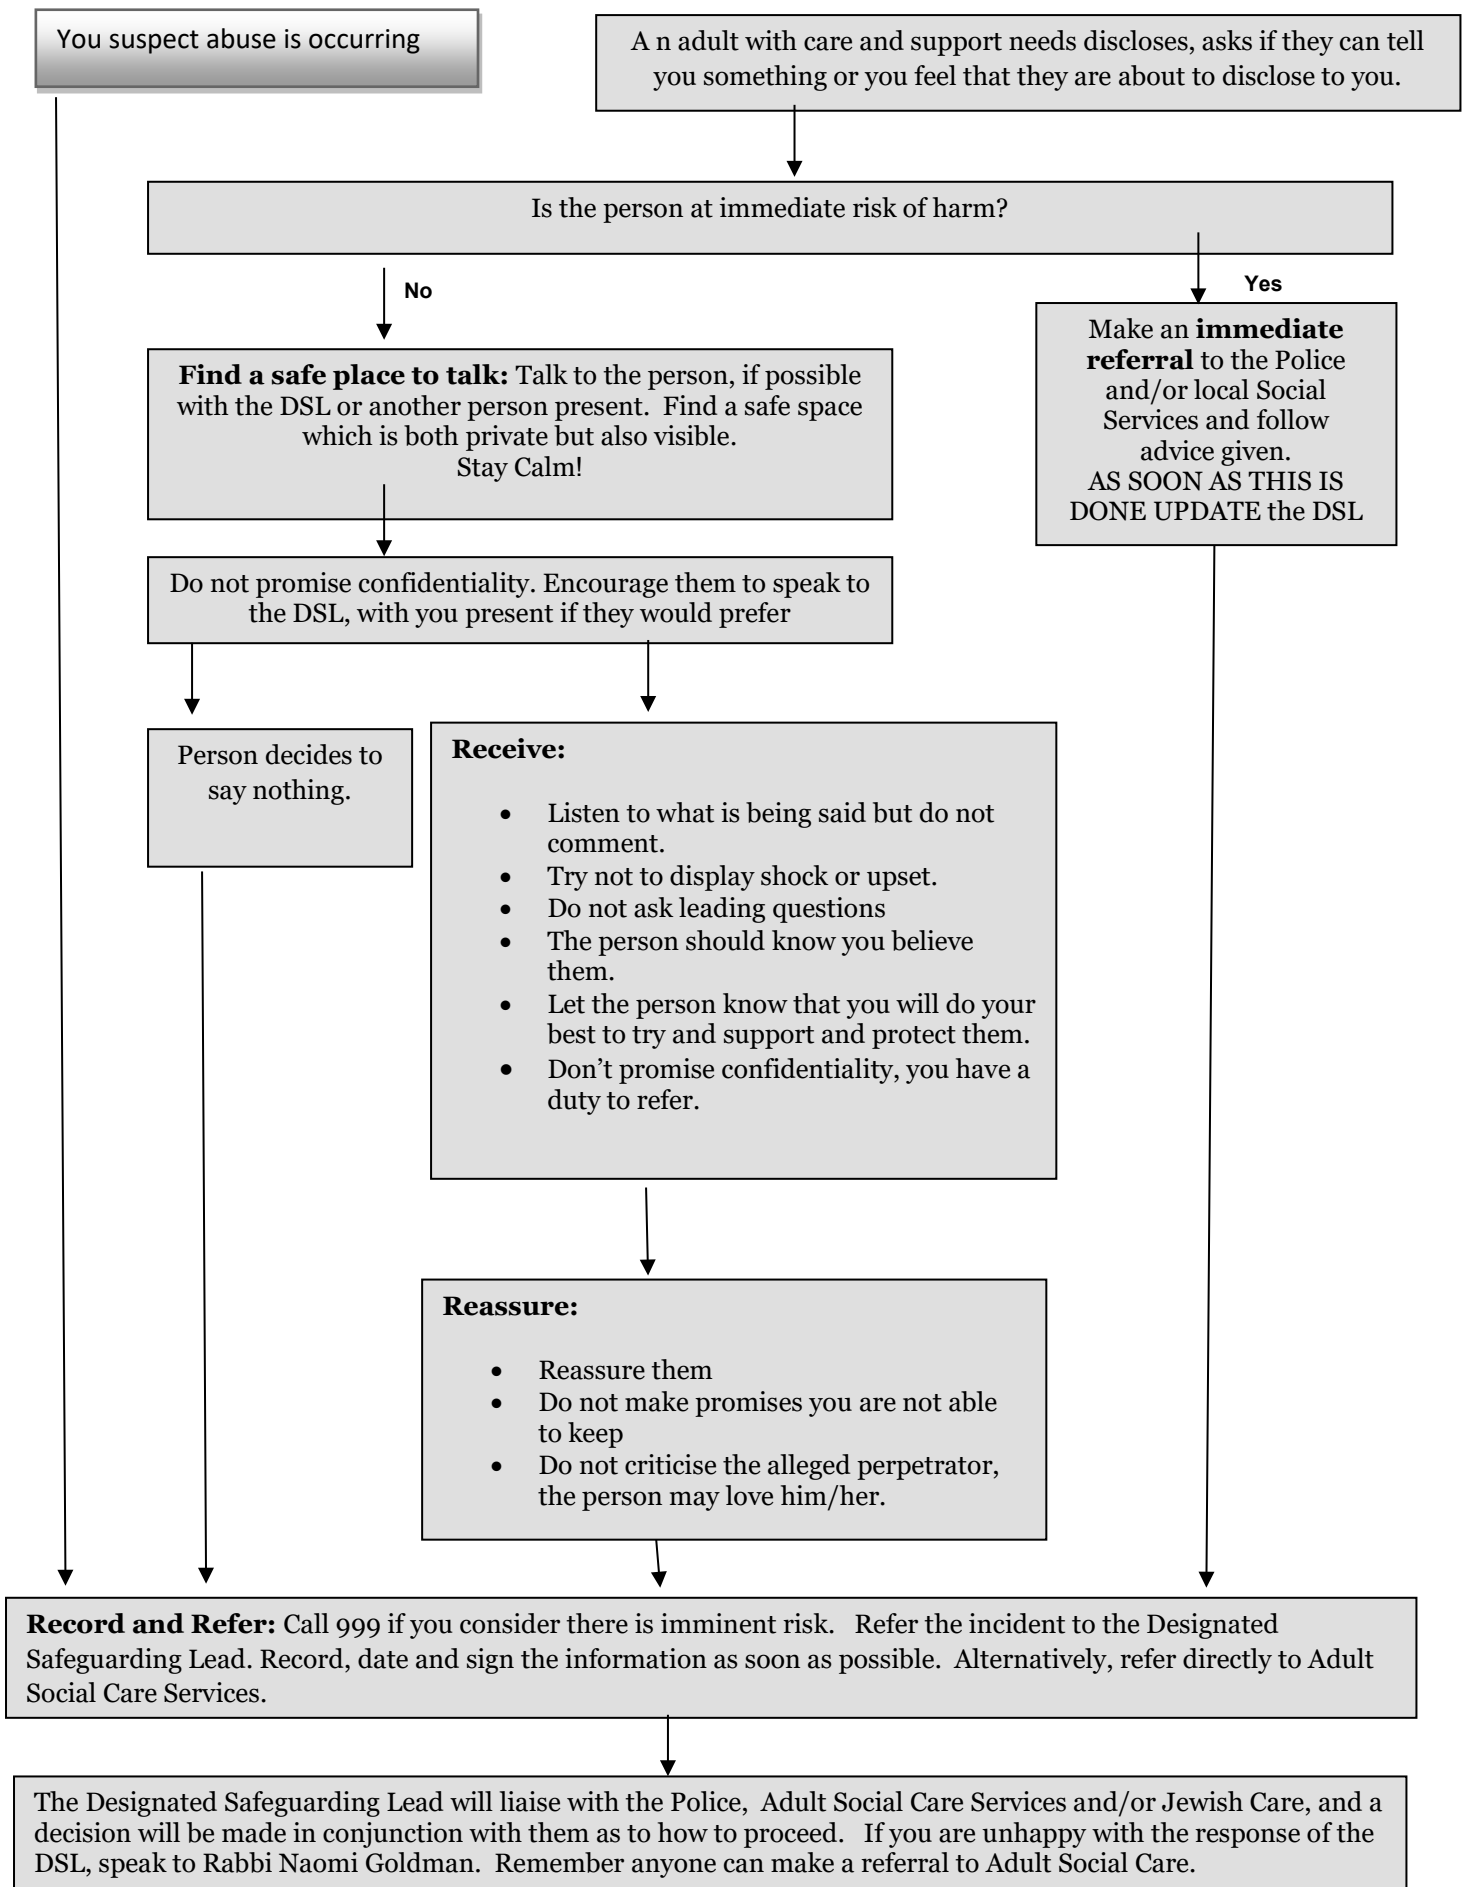 You suspect abuse is occurring
A n adult with care and support needs discloses, asks if they can tell
you something or you feel that they are about to disclose to you.
Is the person at immediate risk of harm?
No
Yes
Find a safe place to talk: Talk to the person, if possible
with the DSL or another person present.  Find a safe space
which is both private but also visible.
Stay Calm!
Make an immediate
referral to the Police
and/or local Social
Services and follow
advice given.
AS SOON AS THIS IS
DONE UPDATE the DSL
Do not promise confidentiality. Encourage them to speak to
the DSL, with you present if they would prefer
Person decides to
say nothing.
Receive:
• Listen to what is being said but do not
comment.
• Try not to display shock or upset.
• Do not ask leading questions
• The person should know you believe
them.
• Let the person know that you will do your
best to try and support and protect them.
• Don’t promise confidentiality, you have a
duty to refer.
Reassure:
• Reassure them
• Do not make promises you are not able
to keep
• Do not criticise the alleged perpetrator,
the person may love him/her.
Record and Refer: Call 999 if you consider there is imminent risk.   Refer the incident to the Designated
Safeguarding Lead. Record, date and sign the information as soon as possible.  Alternatively, refer directly to Adult
Social Care Services.
The Designated Safeguarding Lead will liaise with the Police,  Adult Social Care Services and/or Jewish Care, and a
decision will be made in conjunction with them as to how to proceed.   If you are unhappy with the response of the
DSL, speak to Rabbi Naomi Goldman.  Remember anyone can make a referral to Adult Social Care.